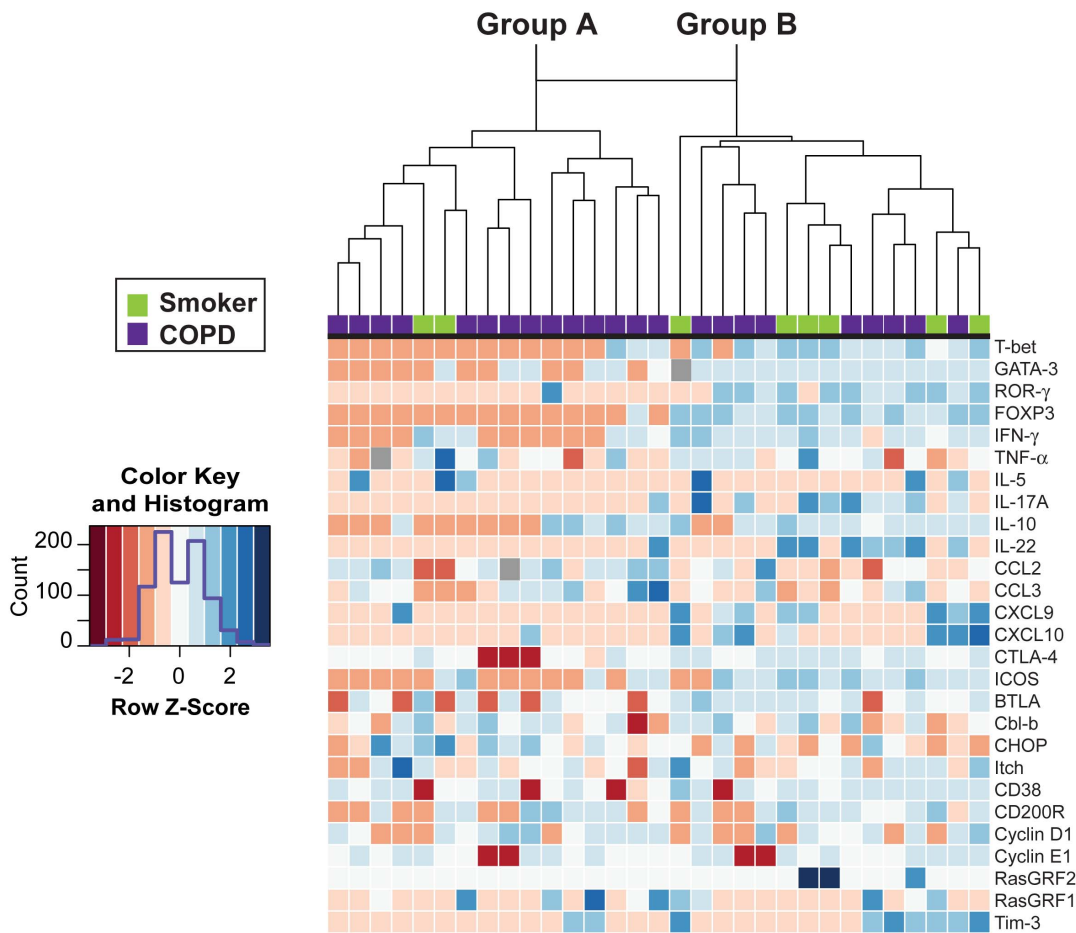 Group A Group B
Smoker
COPD
T-bet
GATA-3
ROR-γ
FOXP3
IFN-γ
TNF-α
IL-5
IL-17A
IL-10
IL-22
CCL2
CCL3
CXCL9
CXCL10
CTLA-4
ICOS
BTLA
Cbl-b
CHOP
Itch
CD38
CD200R
Cyclin D1
Cyclin E1
RasGRF2
RasGRF1
Tim-3
Color Key
and Histogram
Count
200
100
0
-2 0 2
Row Z-Score